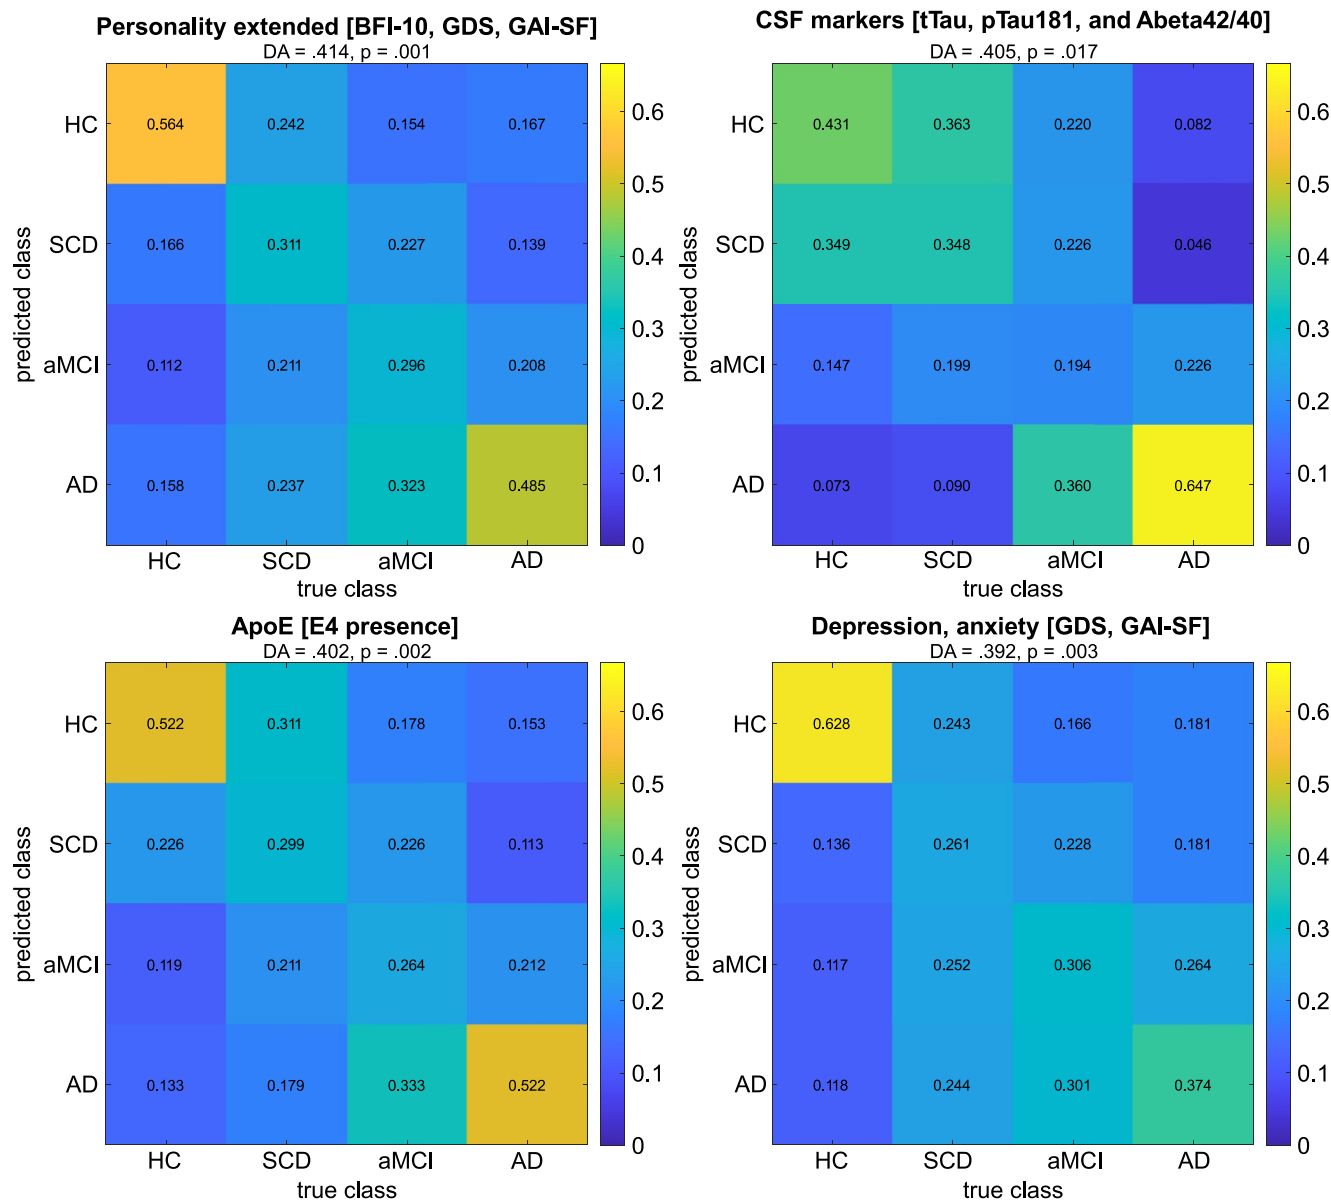 Personality extended [BFI-10, GDS, GAI-SF]
DA = .414, p = .001
predicted class
HC 0.564 0.242 0.154 0.167
SCD 0.166 0.311 0.227 0.139
aMCI 0.112 0.211 0.296 0.208
AD 0.158 0.237 0.323 0.485
HC SCD aMCI AD
true class
0.6
0.5
0.4
0.3
0.2
0.1
0
CSF markers [tTau, pTau181, and Abeta42/40]
DA = .405, p = .017
predicted class
HC 0.431 0.363 0.220 0.082
SCD 0.349 0.348 0.226 0.046
aMCI 0.147 0.199 0.194 0.226
AD 0.073 0.090 0.360 0.647
HC SCD aMCI AD
true class
0.6
0.5
0.4
0.3
0.2
0.1
0
ApoE [E4 presence]
DA = .402, p = .002
predicted class
HC 0.522 0.311 0.178 0.153
SCD 0.226 0.299 0.226 0.113
aMCI 0.119 0.211 0.264 0.212
AD 0.133 0.179 0.333 0.522
HC SCD aMCI AD
true class
0.6
0.5
0.4
0.3
0.2
0.1
0
Depression, anxiety [GDS, GAI-SF]
DA = .392, p = .003
predicted class
HC 0.628 0.243 0.166 0.181
SCD 0.136 0.261 0.228 0.181
aMCI 0.117 0.252 0.306 0.264
AD 0.118 0.244 0.301 0.374
HC SCD aMCI AD
true class
0.6
0.5
0.4
0.3
0.2
0.1
0